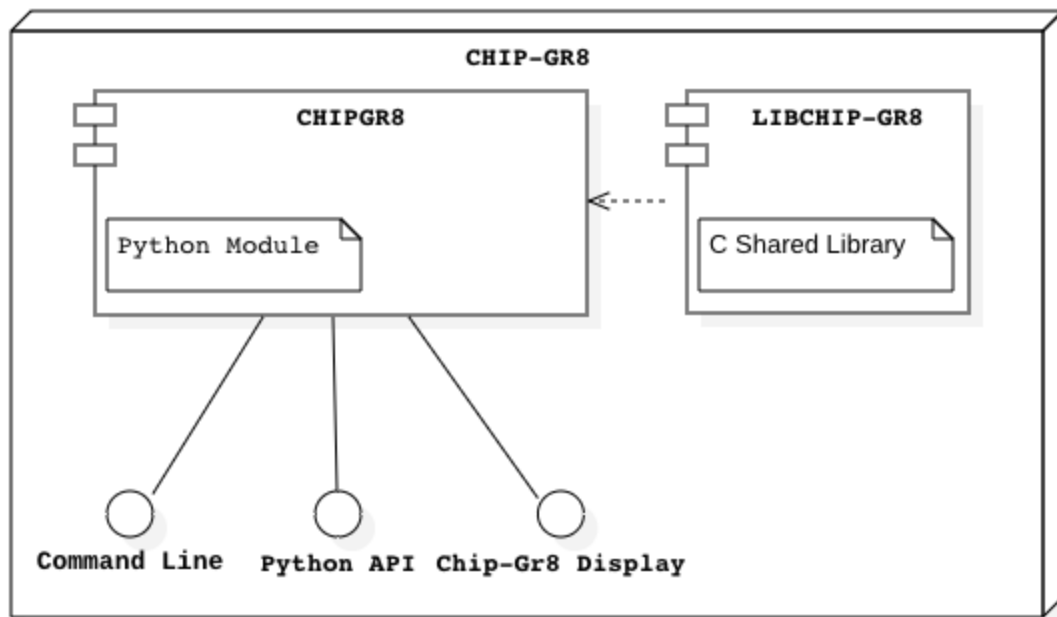 CHIP-GR8
CHIPGR8
LIBCHIP-GR8
Python Module
C Shared Library
Command Line
Python API
Chip-Gr8 Display